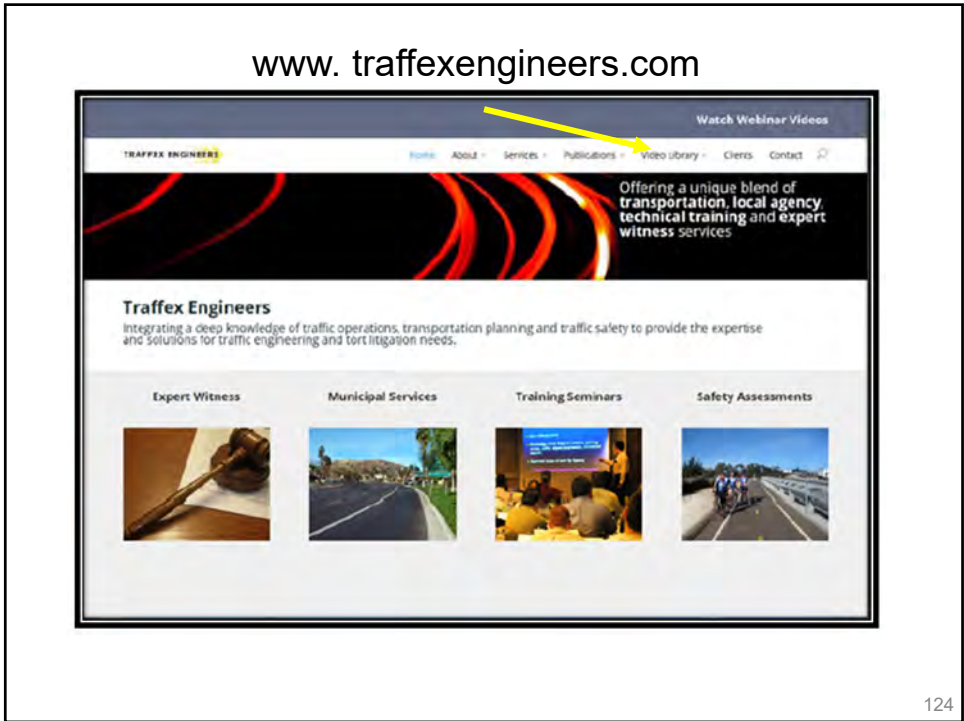 www. traffexengineers.com
Watch Webinar Videos
TRAFFEX ENGINEERS
Home About Services Publications Video Library Clients Contact
Offering a unique blend of
transportation, local agency,
technical training and expert
witness services
Traffex Engineers
Integrating a deep knowledge of traffic operations, transportation planning and traffic safety to provide the expertise
and solutions for traffic engineering and tort litigation needs.
Expert Witness Municipal Services Training Seminars Safety Assessments
124